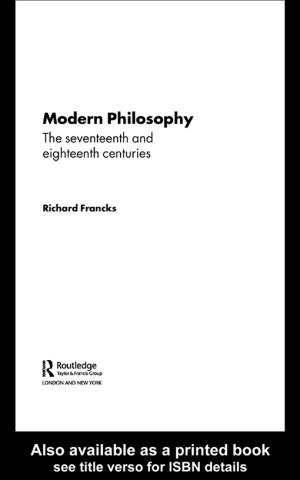 Modern Philosophy
The seventeenth and
eighteenth centuries
Richard Francks
Routledge
Taylor & Francis Group
LONDON AND NEW YORK
Also available as a printed book
see title verso for ISBN details